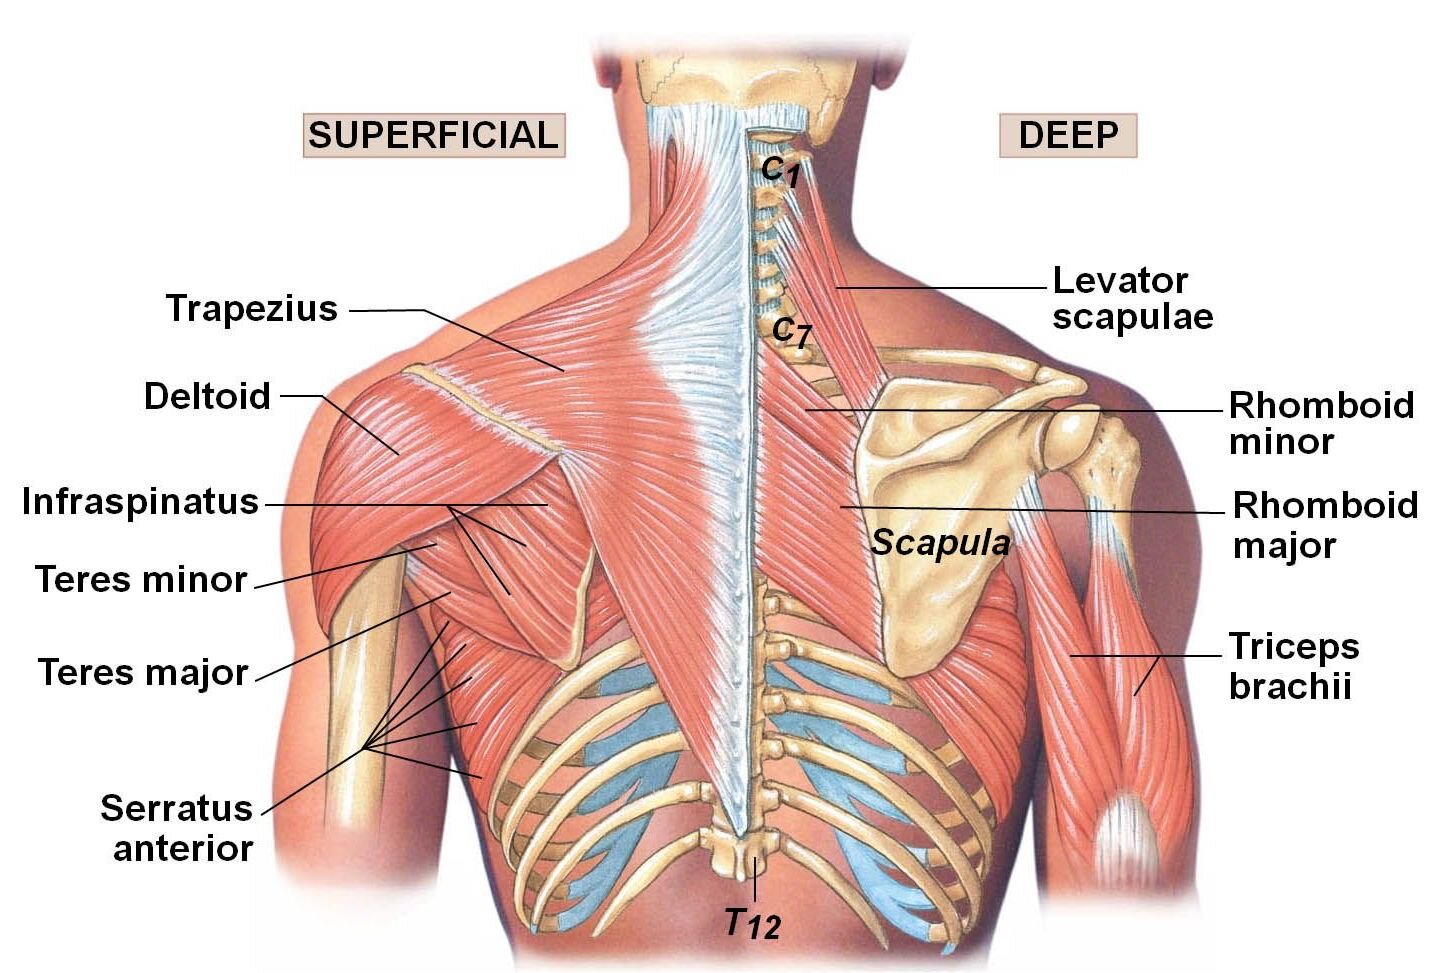 SUPERFICIAL
DEEP
C1
Levator
scapulae
Trapezius
C7
Deltoid
Rhomboid
minor
Infraspinatus
Rhomboid
major
Scapula
Teres minor
Teres major
Triceps
brachii
Serratus
anterior
T12